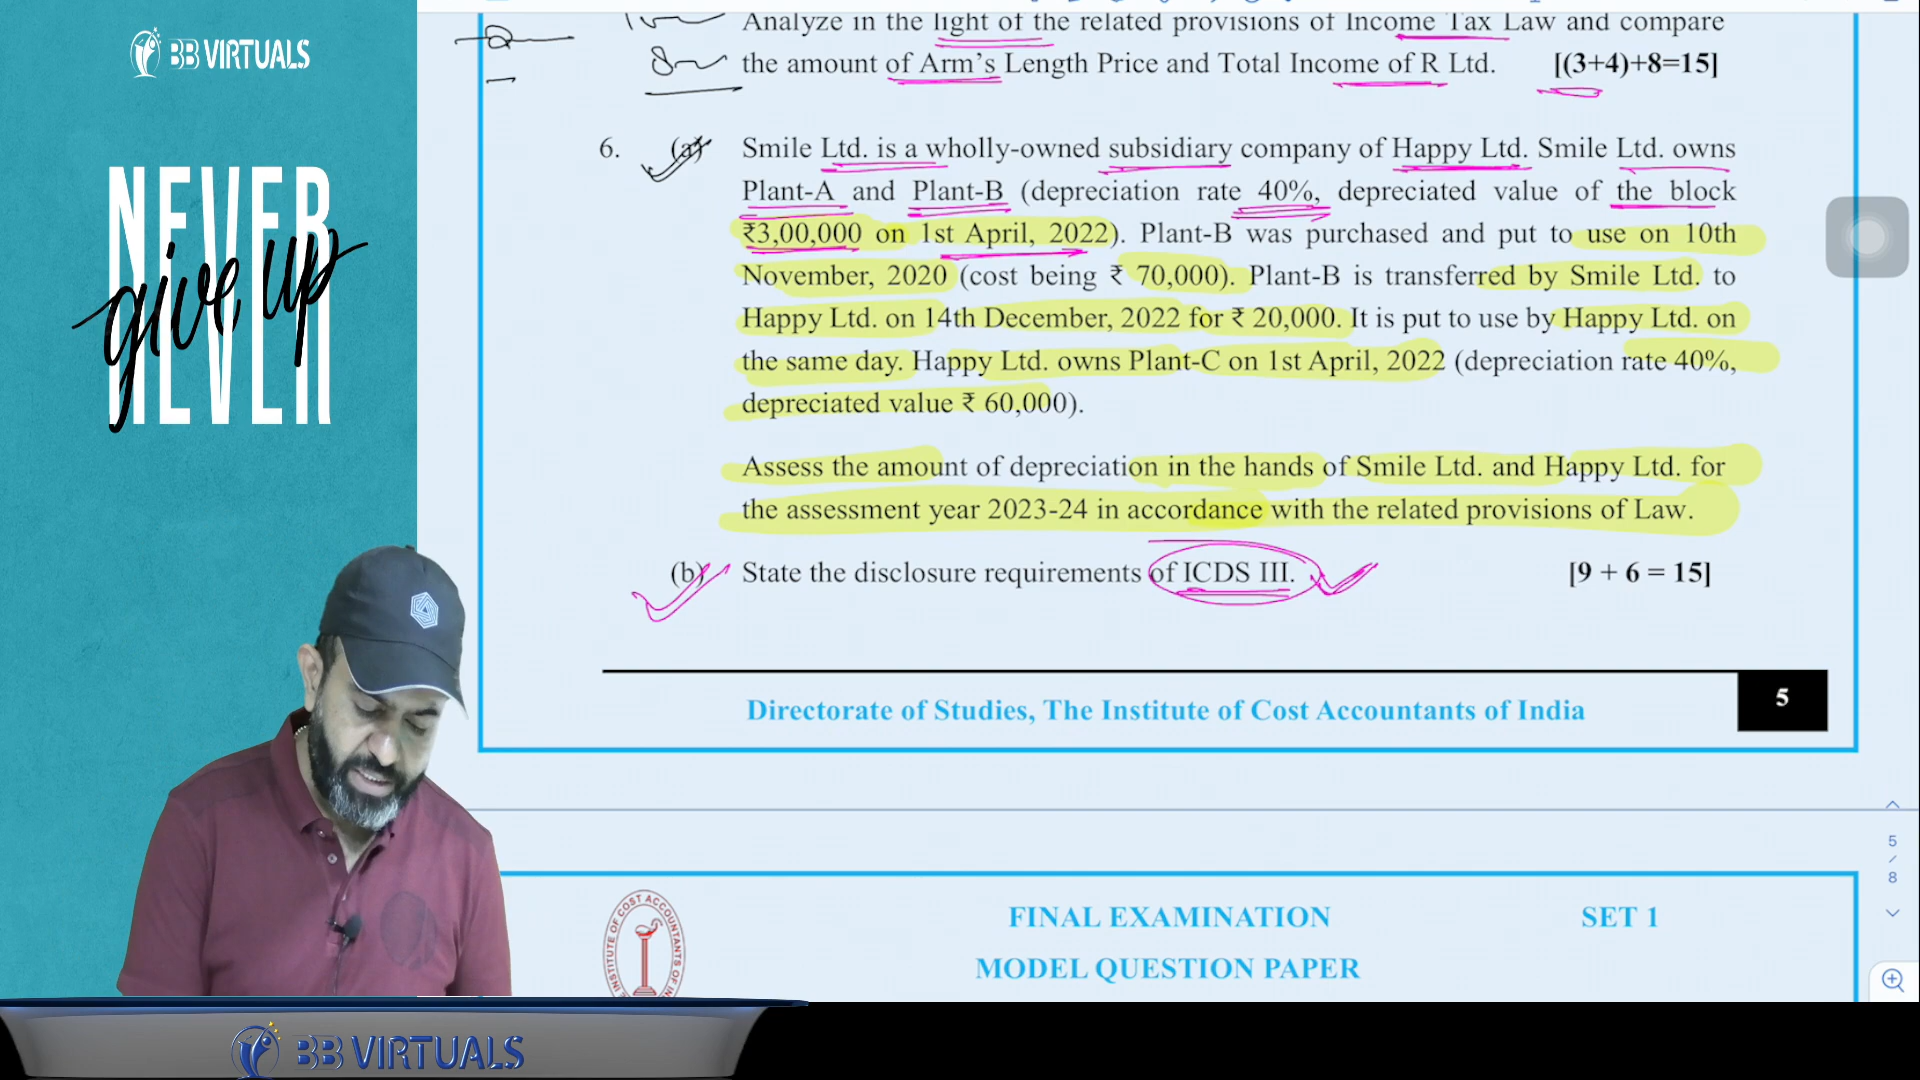 BB VIRTUALS
NEVER
give up
NEVER
Analyze in the light of the related provisions of Income Tax Law and compare
the amount of Arm's Length Price and Total Income of R Ltd. [(3+4)+8=15]
6. (a) Smile Ltd. is a wholly-owned subsidiary company of Happy Ltd. Smile Ltd. owns
Plant-A and Plant-B (depreciation rate 40%, depreciated value of the block
₹3,00,000 on 1st April, 2022). Plant-B was purchased and put to use on 10th
November, 2020 (cost being ₹ 70,000). Plant-B is transferred by Smile Ltd. to
Happy Ltd. on 14th December, 2022 for ₹ 20,000. It is put to use by Happy Ltd. on
the same day. Happy Ltd. owns Plant-C on 1st April, 2022 (depreciation rate 40%,
depreciated value ₹ 60,000).
Assess the amount of depreciation in the hands of Smile Ltd. and Happy Ltd. for
the assessment year 2023-24 in accordance with the related provisions of Law.
(b) State the disclosure requirements of ICDS III. [9 + 6 = 15]
Directorate of Studies, The Institute of Cost Accountants of India 5
5
/
8
FINAL EXAMINATION SET 1
MODEL QUESTION PAPER
BB VIRTUALS